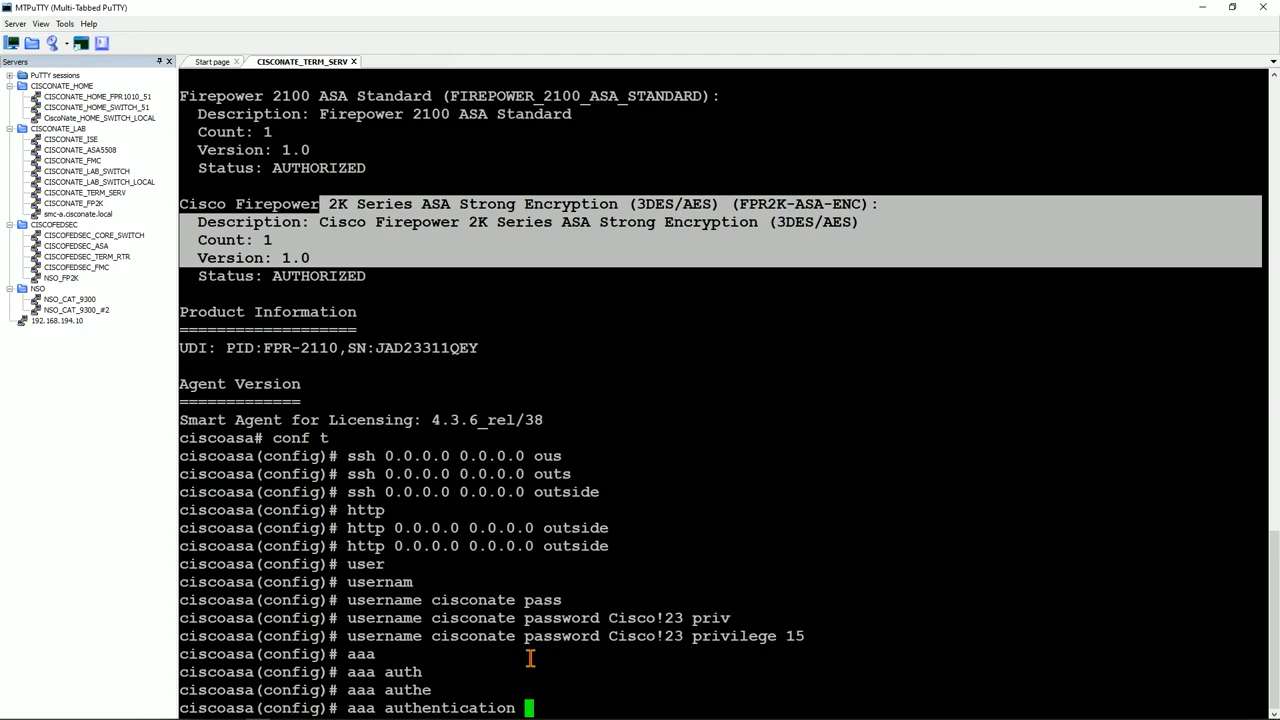 MTPuTTY (Multi-Tabbed PuTTY)
Server View Tools Help
Servers
Start page
CISCONATE_TERM_SERV
PuTTY sessions
CISCONATE_HOME
CISCONATE_HOME_FPR1010_51
CISCONATE_HOME_SWITCH_51
CiscoNate_HOME_SWITCH_LOCAL
CISCONATE_LAB
CISCONATE_ISE
CISCONATE_ASA5508
CISCONATE_FMC
CISCONATE_LAB_SWITCH
CISCONATE_LAB_SWITCH_LOCAL
CISCONATE_TERM_SERV
CISCONATE_FP2K
smc-a.cisconate.local
CISCOFEDSEC
CISCOFEDSEC_CORE_SWITCH
CISCOFEDSEC_ASA
CISCOFEDSEC_TERM_RTR
CISCOFEDSEC_FMC
NSO_FP2K
NSO
NSO_CAT_9300
NSO_CAT_9300_#2
192.168.194.10
Firepower 2100 ASA Standard (FIREPOWER_2100_ASA_STANDARD):
Description: Firepower 2100 ASA Standard
Count: 1
Version: 1.0
Status: AUTHORIZED
Cisco Firepower 2K Series ASA Strong Encryption (3DES/AES) (FPR2K-ASA-ENC):
Description: Cisco Firepower 2K Series ASA Strong Encryption (3DES/AES)
Count: 1
Version: 1.0
Status: AUTHORIZED
Product Information
===================
UDI: PID:FPR-2110,SN:JAD23311QEY
Agent Version
=============
Smart Agent for Licensing: 4.3.6_rel/38
ciscoasa# conf t
ciscoasa(config)# ssh 0.0.0.0 0.0.0.0 ous
ciscoasa(config)# ssh 0.0.0.0 0.0.0.0 outs
ciscoasa(config)# ssh 0.0.0.0 0.0.0.0 outside
ciscoasa(config)# http
ciscoasa(config)# http 0.0.0.0 0.0.0.0 outside
ciscoasa(config)# http 0.0.0.0 0.0.0.0 outside
ciscoasa(config)# user
ciscoasa(config)# usernam
ciscoasa(config)# username cisconate pass
ciscoasa(config)# username cisconate password Cisco!23 priv
ciscoasa(config)# username cisconate password Cisco!23 privilege 15
ciscoasa(config)# aaa
ciscoasa(config)# aaa auth
ciscoasa(config)# aaa authe
ciscoasa(config)# aaa authentication